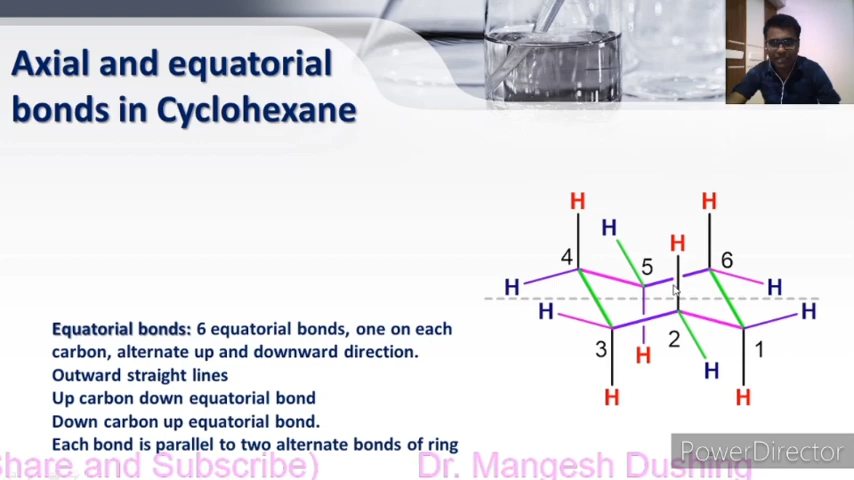 Axial and equatorial
bonds in Cyclohexane
H H
H
H
4 5 6
H H
H H
3 2 1
H
H
H H
Equatorial bonds: 6 equatorial bonds, one on each
carbon, alternate up and downward direction.
Outward straight lines
Up carbon down equatorial bond
Down carbon up equatorial bond.
Each bond is parallel to two alternate bonds of ring
PowerDirector
Share and Subscribe) Dr. Mangesh Dushing